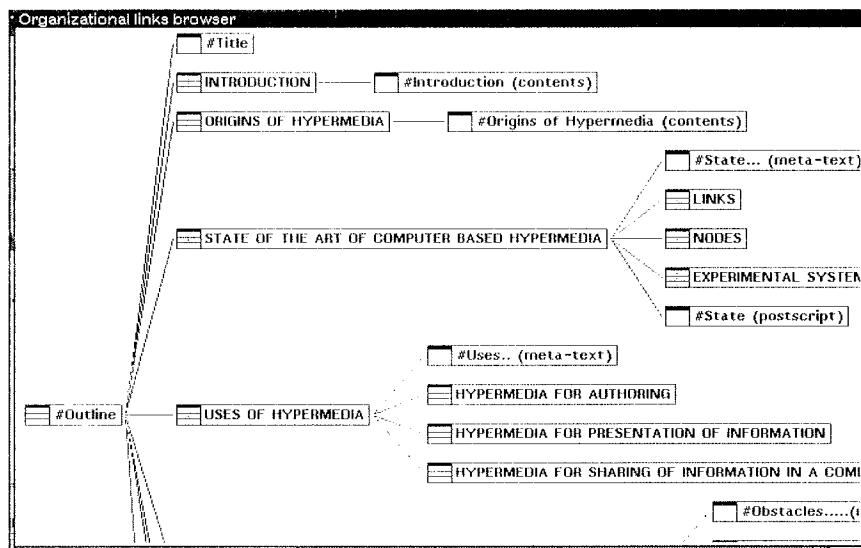 Organizational links browser
#Title
INTRODUCTION
#Introduction (contents)
ORIGINS OF HYPERMEDIA
#Origins of Hypermedia (contents)
#State... (meta-text)
LINKS
STATE OF THE ART OF COMPUTER BASED HYPERMEDIA
NODES
EXPERIMENTAL SYSTEM
#State (postscript)
#Uses.. (meta-text)
HYPERMEDIA FOR AUTHORING
#Outline
USES OF HYPERMEDIA
HYPERMEDIA FOR PRESENTATION OF INFORMATION
HYPERMEDIA FOR SHARING OF INFORMATION IN A
#Obstacles.....